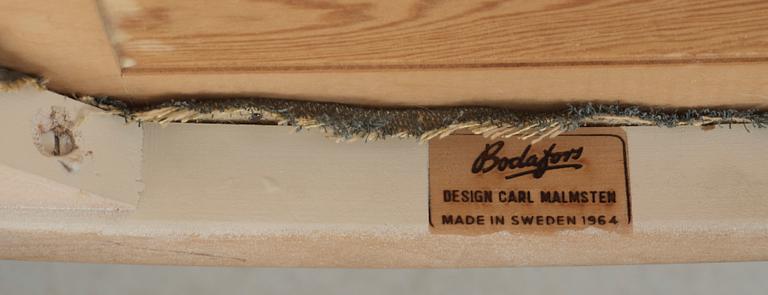 Bodafors
DESIGN CARL MALMSTEN
MADE IN SWEDEN 1964